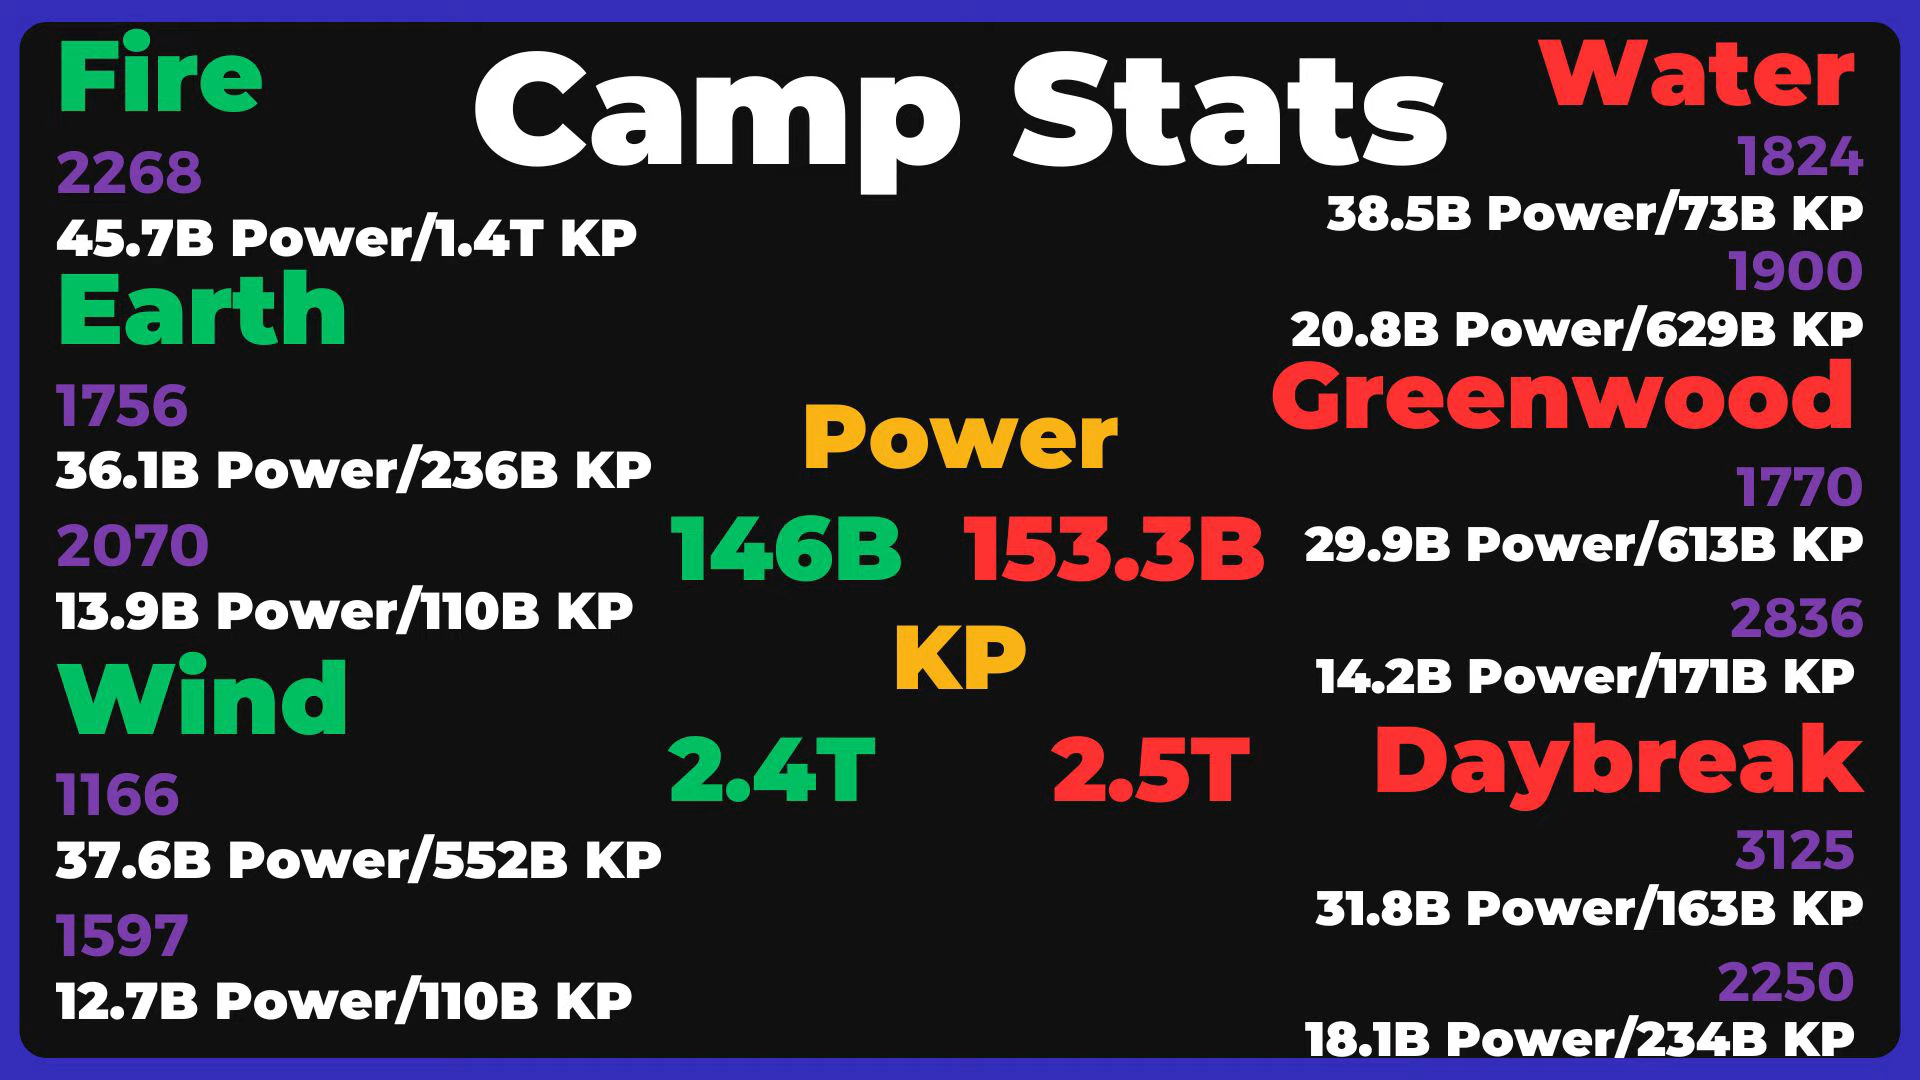 Camp Stats
Fire
2268
45.7B Power/1.4T KP
Earth
1756
36.1B Power/236B KP
2070
13.9B Power/110B KP
Wind
1166
37.6B Power/552B KP
1597
12.7B Power/110B KP
Power
146B 153.3B
KP
2.4T 2.5T
Water
1824
38.5B Power/73B KP
1900
20.8B Power/629B KP
Greenwood
1770
29.9B Power/613B KP
2836
14.2B Power/171B KP
Daybreak
3125
31.8B Power/163B KP
2250
18.1B Power/234B KP